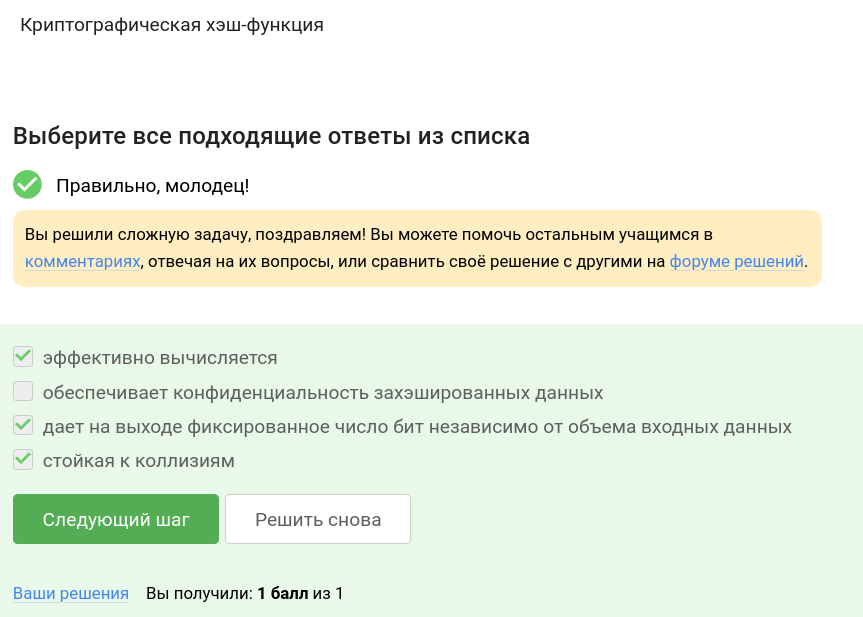 Криптографическая хэш-функция
Выберите все подходящие ответы из списка
Правильно, молодец!
Вы решили сложную задачу, поздравляем! Вы можете помочь остальным учащимся в
комментариях, отвечая на их вопросы, или сравнить своё решение с другими на форуме решений.
эффективно вычисляется
обеспечивает конфиденциальность захэшированных данных
дает на выходе фиксированное число бит независимо от объема входных данных
стойкая к коллизиям
Следующий шаг Решить снова
Ваши решения Вы получили: 1 балл из 1